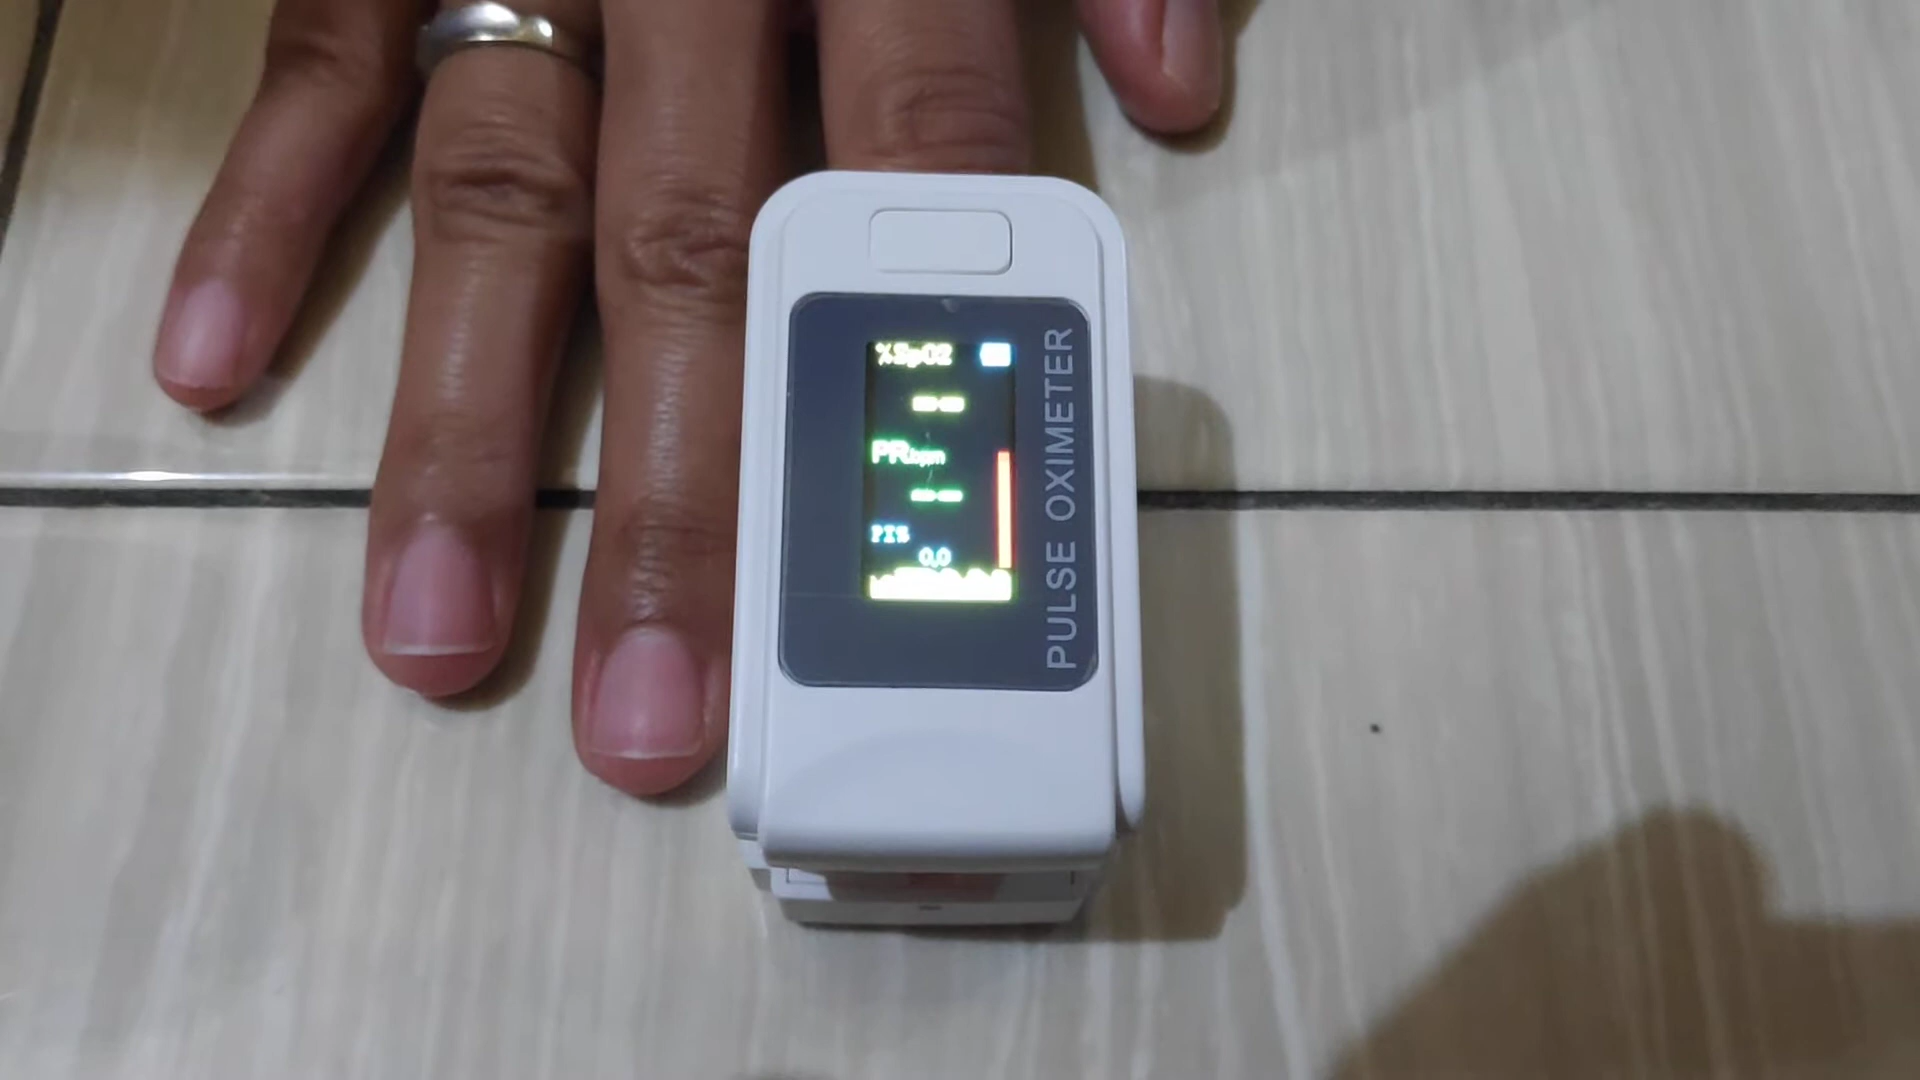 %SpO2
--
PRbpm
--
PI%
0.0
PULSE OXIMETER